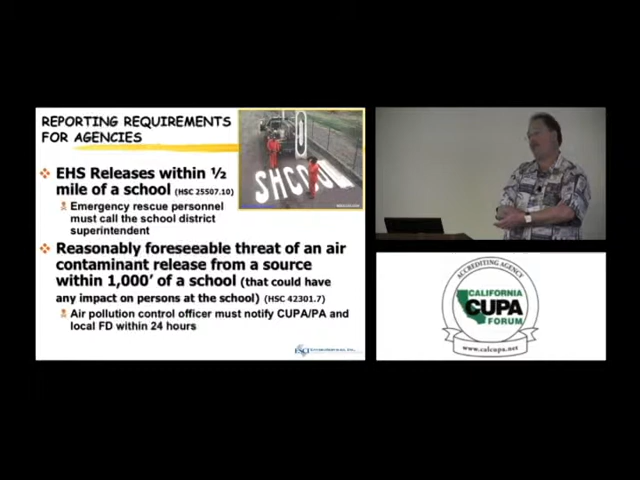 REPORTING REQUIREMENTS
FOR AGENCIES
EHS Releases within ½
mile of a school (HSC 25507.10)
Emergency rescue personnel
must call the school district
superintendent
Reasonably foreseeable threat of an air
contaminant release from a source
within 1,000' of a school (that could have
any impact on persons at the school) (HSC 42301.7)
Air pollution control officer must notify CUPA/PA and
local FD within 24 hours
ACCREDITING AGENCY
CALIFORNIA
CUPA
FORUM
www.calcupa.net